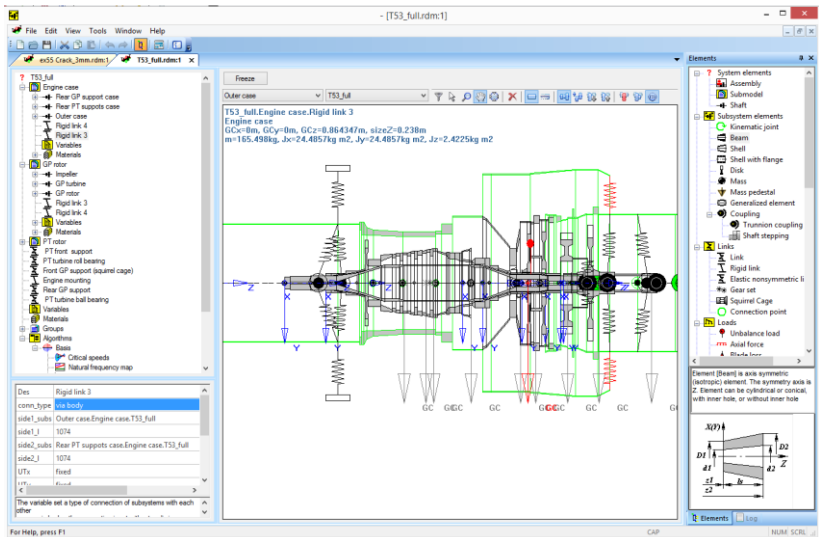 - [T53_full.rdm:1]
File Edit View Tools Window Help
ex55 Crack_3mm.rdm:1 T53_full.rdm:1 x
? T53_full
Engine case
Rear GP support case
Rear PT suppots case
Outer case
Rigid link 4
Rigid link 3
Variables
Materials
GP rotor
Impeller
GP turbine
GP rotor
Rigid link 3
Rigid link 4
Variables
Materials
PT rotor
PT front support
PT turbine roll bearing
Front GP support (squirrel cage)
Engine mounting
Rear GP support
PT turbine ball bearing
Variables
Materials
Groups
Algorithms
Basis
Critical speeds
Natural frequency map
Des Rigid link 3
conn_type via body
side1_subs Outer case.Engine case.T53_full
side1_l 1074
side2_subs Rear PT suppots case.Engine case.T53_full
side2_l 1074
UTx fixed
UTy fixed
The variable set a type of connection of subsystems with each
other
Freeze
Outer case T53_full
T53_full.Engine case.Rigid link 3
Engine case
GCx=0m, GCy=0m, GCz=0.864347m, sizeZ=0.238m
m=165.498kg, Jx=24.4857kg m2, Jy=24.4857kg m2, Jz=2.4225kg m2
Z
X X X X X X
Y Y Y Y Y
GC GC GC GC GC GC GC
Elements
? System elements
Assembly
Submodel
Shaft
Subsystem elements
Kinematic joint
Beam
Shell
Shell with flange
Disk
Mass
Mass pedestal
Generalized element
Coupling
Trunnion coupling
Shaft stepping
Links
Link
Rigid link
Elastic nonsymmetric li
Gear set
Squirrel Cage
Connection point
Loads
Unbalance load
Axial force
Blade loss
Element [Beam] is axis symmetric
(isotropic) element. The symmetry axis is
Z. Element can be cylindrical or conical,
with inner hole, or without inner hole
X(Y)
D1 D2
Z
d1 d2
z1 ls
z2
Elements Log
For Help, press F1 CAP NUM SCRL